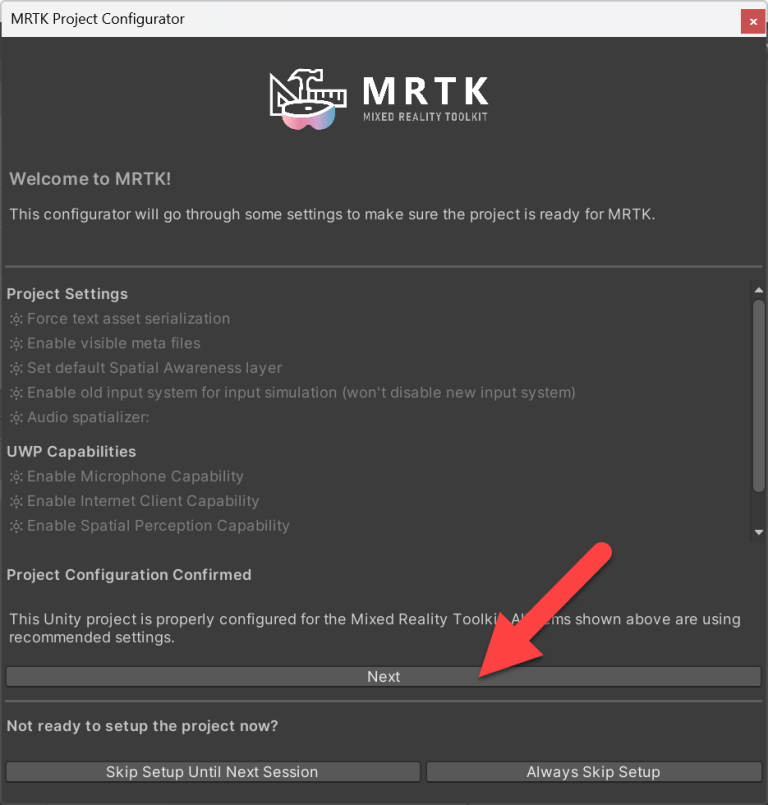 MRTK Project Configurator
MRTK
MIXED REALITY TOOLKIT
Welcome to MRTK!
This configurator will go through some settings to make sure the project is ready for MRTK.
Project Settings
Force text asset serialization
Enable visible meta files
Set default Spatial Awareness layer
Enable old input system for input simulation (won't disable new input system)
Audio spatializer:
UWP Capabilities
Enable Microphone Capability
Enable Internet Client Capability
Enable Spatial Perception Capability
Project Configuration Confirmed
This Unity project is properly configured for the Mixed Reality shown above are using
recommended settings.
Next
Not ready to setup the project now?
Skip Setup Until Next Session
Always Skip Setup